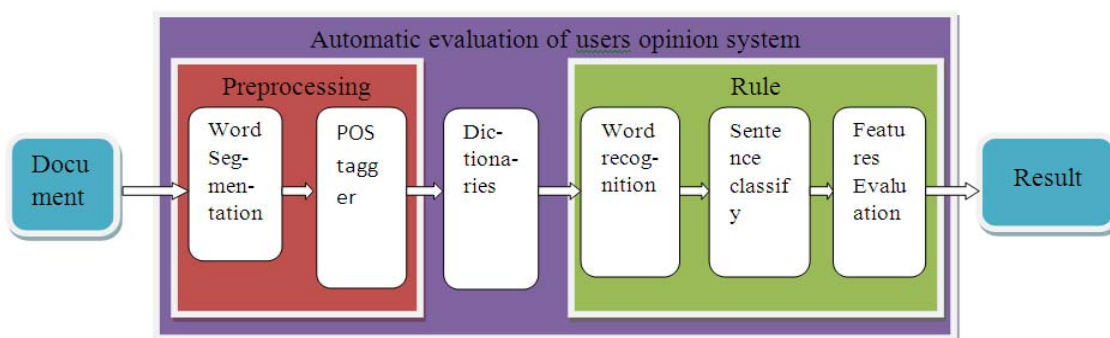 Automatic evaluation of users opinion system
Preprocessing
Rule
Docu
ment
Word
Seg-
men-
tation
POS
tagg
er
Dic-
tiona-
ries
Word
recog-
nition
Sente
nce
classif
y
Featu
res
Evalu
ation
Result